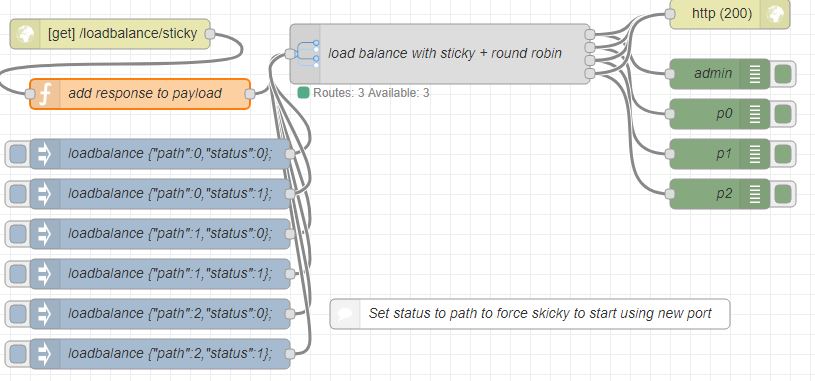 [get] /loadbalance/sticky
http (200)
load balance with sticky + round robin
add response to payload
Routes: 3 Available: 3
admin
p0
p1
p2
loadbalance {"path":0,"status":0};
loadbalance {"path":0,"status":1};
loadbalance {"path":1,"status":0};
loadbalance {"path":1,"status":1};
loadbalance {"path":2,"status":0};
loadbalance {"path":2,"status":1};
Set status to path to force skicky to start using new port